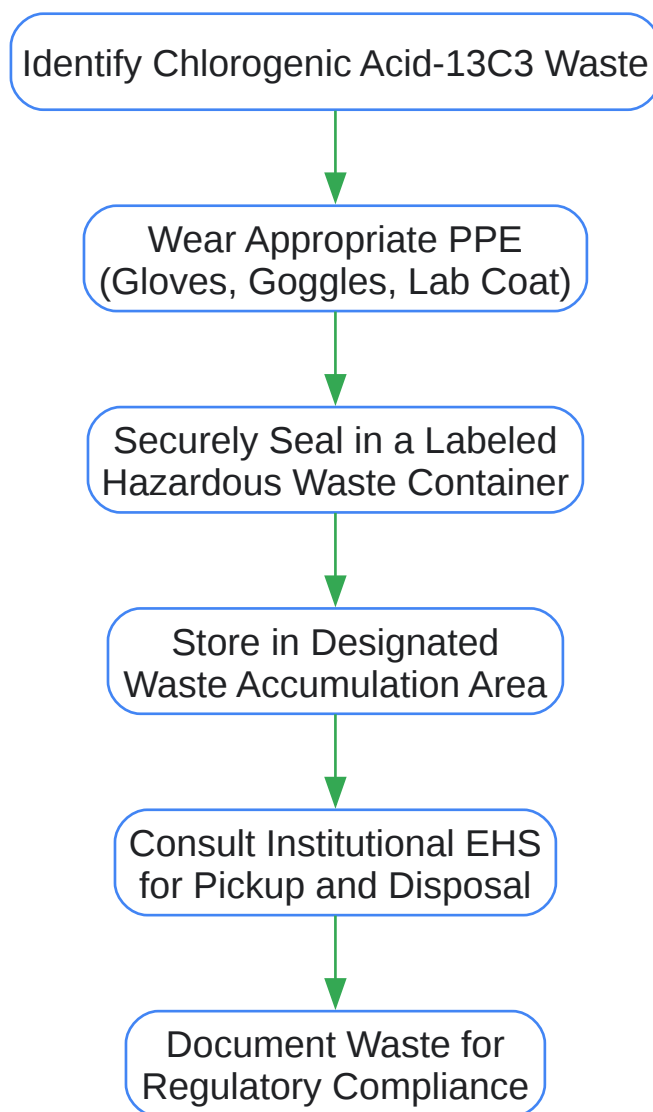 Identify Chlorogenic Acid-13C3 Waste
Wear Appropriate PPE
(Gloves, Goggles, Lab Coat)
Securely Seal in a Labeled
Hazardous Waste Container
Store in Designated
Waste Accumulation Area
Consult Institutional EHS
for Pickup and Disposal
Document Waste for
Regulatory Compliance